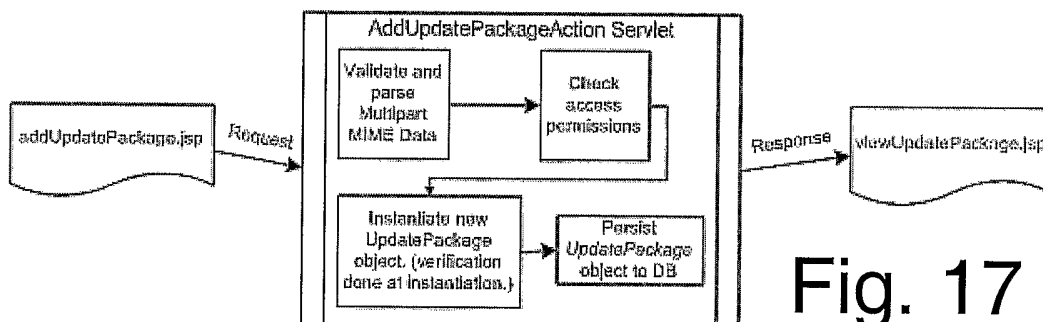 AddUpdatePackageAction Servlet
Validate and
parse
Multipart
MIME Data
Check
access
permissions
addUpdatePackage.jsp
Request
Response
viewUpdatePackage.jsp
Instantiate new
UpdatePackage
object. (verification
done at instantiation.)
Persist
UpdatePackage
object to DB
Fig. 17